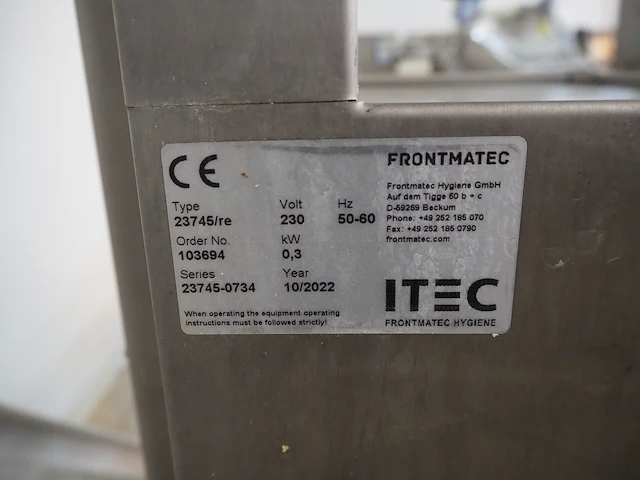 CE
Type Volt Hz
23745/re 230 50-60
Order No. kW
103694 0,3
Series Year
23745-0734 10/2022
When operating the equipment operating
instructions must be followed strictly!
FRONTMATEC
Frontmatec Hygiene GmbH
Auf dem Tigge 60 b + c
D-59269 Beckum
Phone: +49 252 185 070
Fax: +49 252 185 0790
frontmatec.com
ITEC
FRONTMATEC HYGIENE